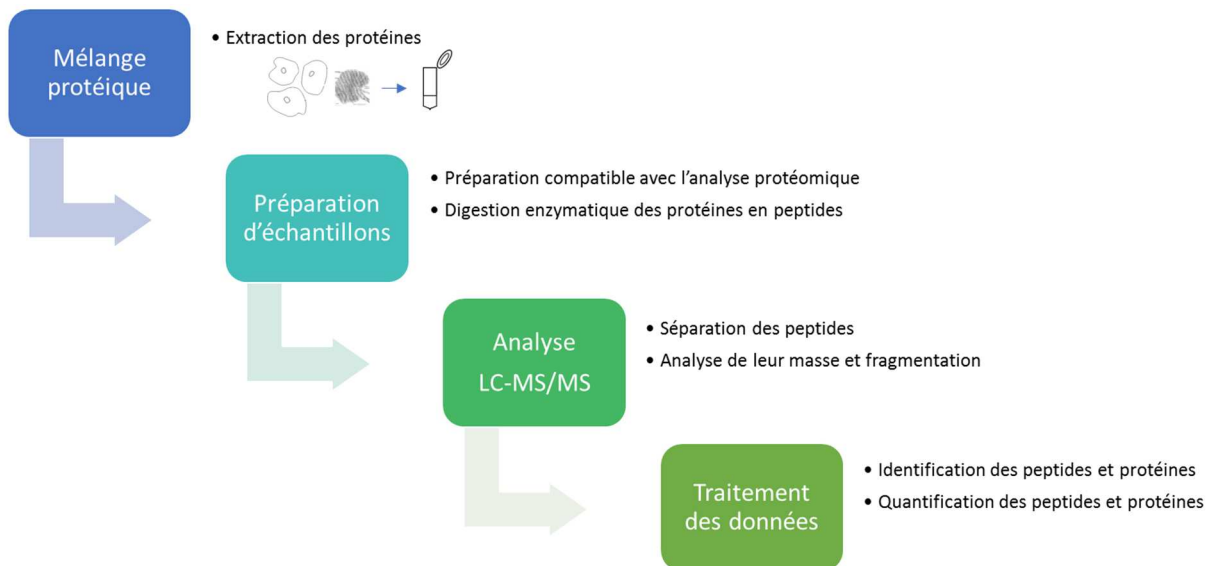 Mélange
protéique
• Extraction des protéines
Préparation
d'échantillons
• Préparation compatible avec l'analyse protéomique
• Digestion enzymatique des protéines en peptides
Analyse
LC-MS/MS
• Séparation des peptides
• Analyse de leur masse et fragmentation
Traitement
des données
• Identification des peptides et protéines
• Quantification des peptides et protéines